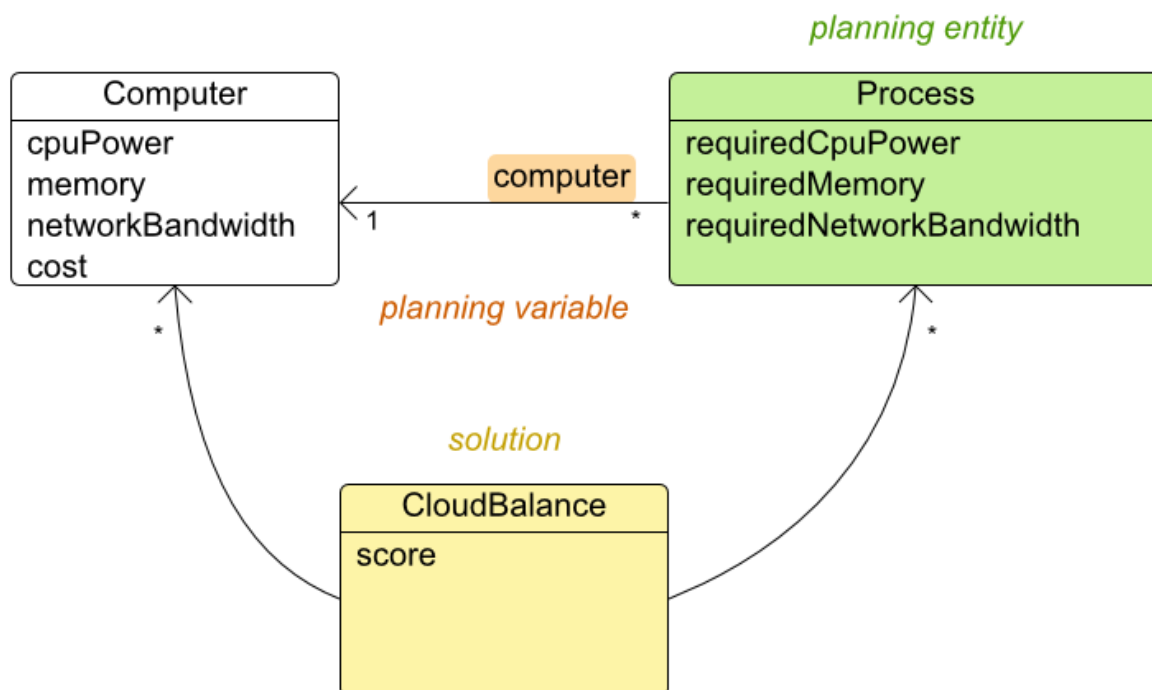 planning entity
Computer
cpuPower
memory
networkBandwidth
cost
computer
1
*
Process
requiredCpuPower
requiredMemory
requiredNetworkBandwidth
planning variable
*
*
solution
CloudBalance
score